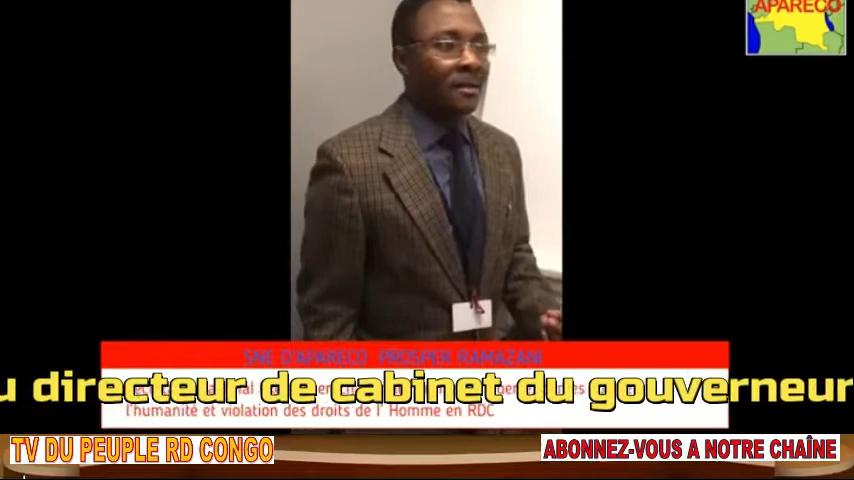 APARECO
SNE D'APARECO PROSPER RAMAZANI
u directeur de cabinet du gouverneur
l'humanité et violation des droits de l' Homme en RDC
TV DU PEUPLE RD CONGO
ABONNEZ-VOUS A NOTRE CHAÎNE